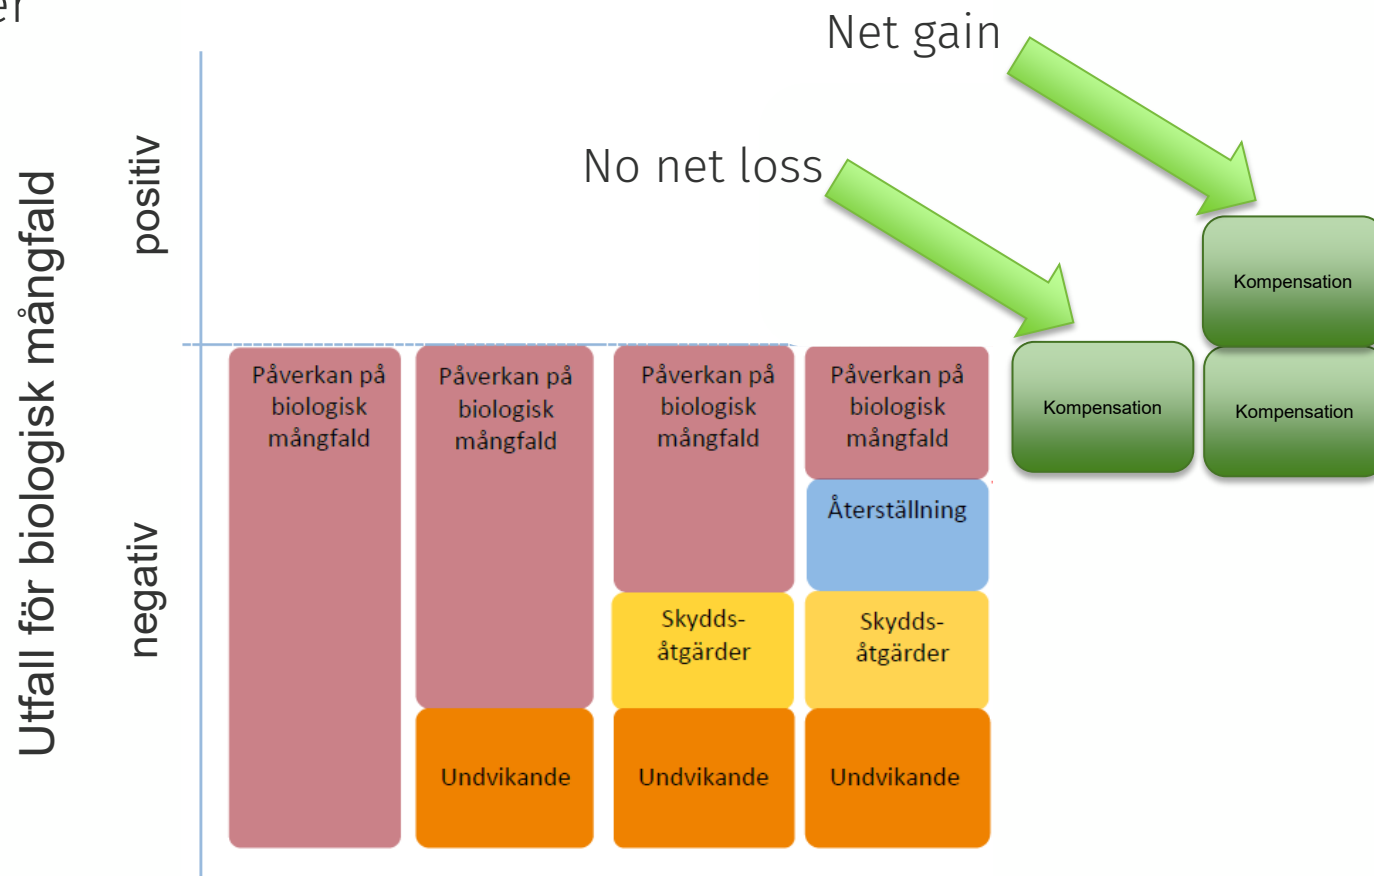 er
Net gain
No net loss
Utfall för biologisk mångfald
positiv
negativ
Kompensation
Kompensation
Kompensation
Påverkan på
biologisk
mångfald
Undvikande
Påverkan på
biologisk
mångfald
Skydds-
åtgärder
Undvikande
Påverkan på
biologisk
mångfald
Återställning
Skydds-
åtgärder
Undvikande
Påverkan på
biologisk
mångfald